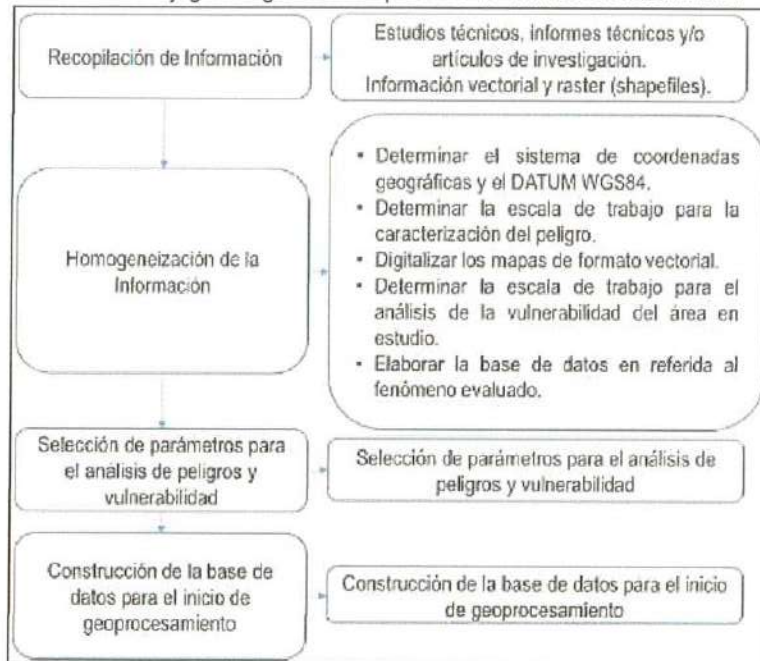 Recopilación de Información
Estudios técnicos, informes técnicos y/o
artículos de investigación.
Información vectorial y raster (shapefiles).
Homogeneización de la
Información
• Determinar el sistema de coordenadas
geográficas y el DATUM WGS84.
• Determinar la escala de trabajo para la
caracterización del peligro.
• Digitalizar los mapas de formato vectorial.
• Determinar la escala de trabajo para el
análisis de la vulnerabilidad del área en
estudio.
• Elaborar la base de datos en referida al
fenómeno evaluado.
Selección de parámetros para
el análisis de peligros y
vulnerabilidad
Selección de parámetros para el análisis de
peligros y vulnerabilidad
Construcción de la base de
datos para el inicio de
geoprocesamiento
Construcción de la base de datos para el inicio
de geoprocesamiento